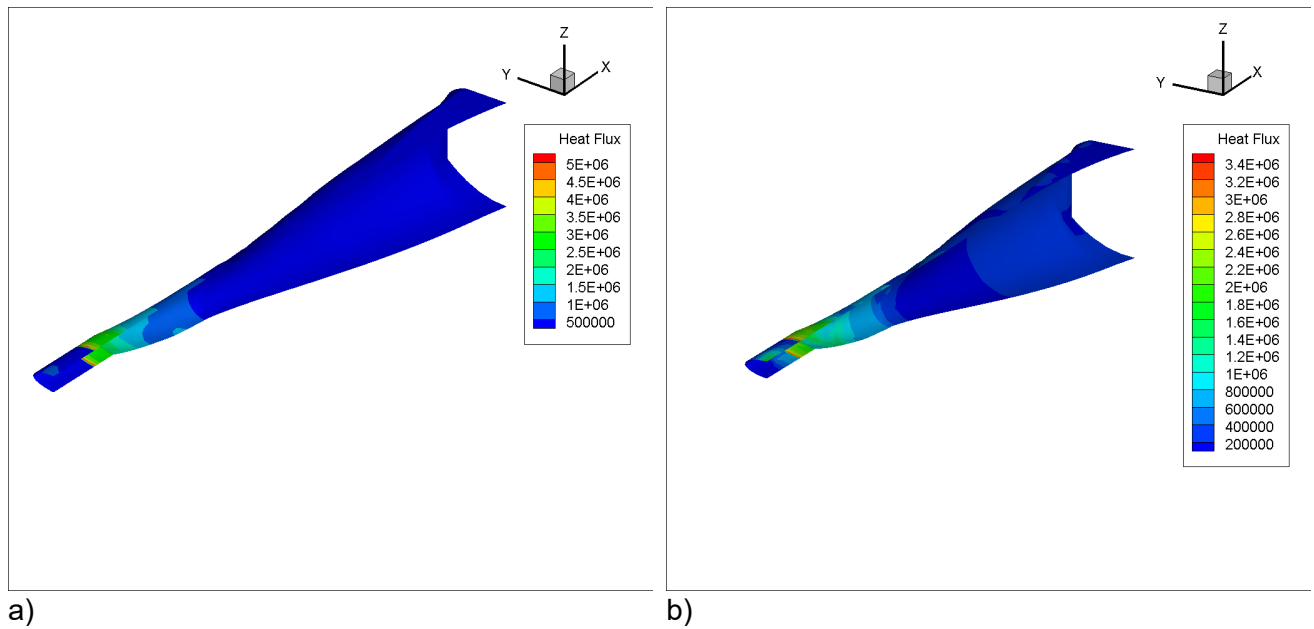 Z
X
Y
Heat Flux
5E+06
4.5E+06
4E+06
3.5E+06
3E+06
2.5E+06
2E+06
1.5E+06
1E+06
500000
a)
Z
X
Y
Heat Flux
3.4E+06
3.2E+06
3E+06
2.8E+06
2.6E+06
2.4E+06
2.2E+06
2E+06
1.8E+06
1.6E+06
1.4E+06
1.2E+06
1E+06
800000
600000
400000
200000
b)